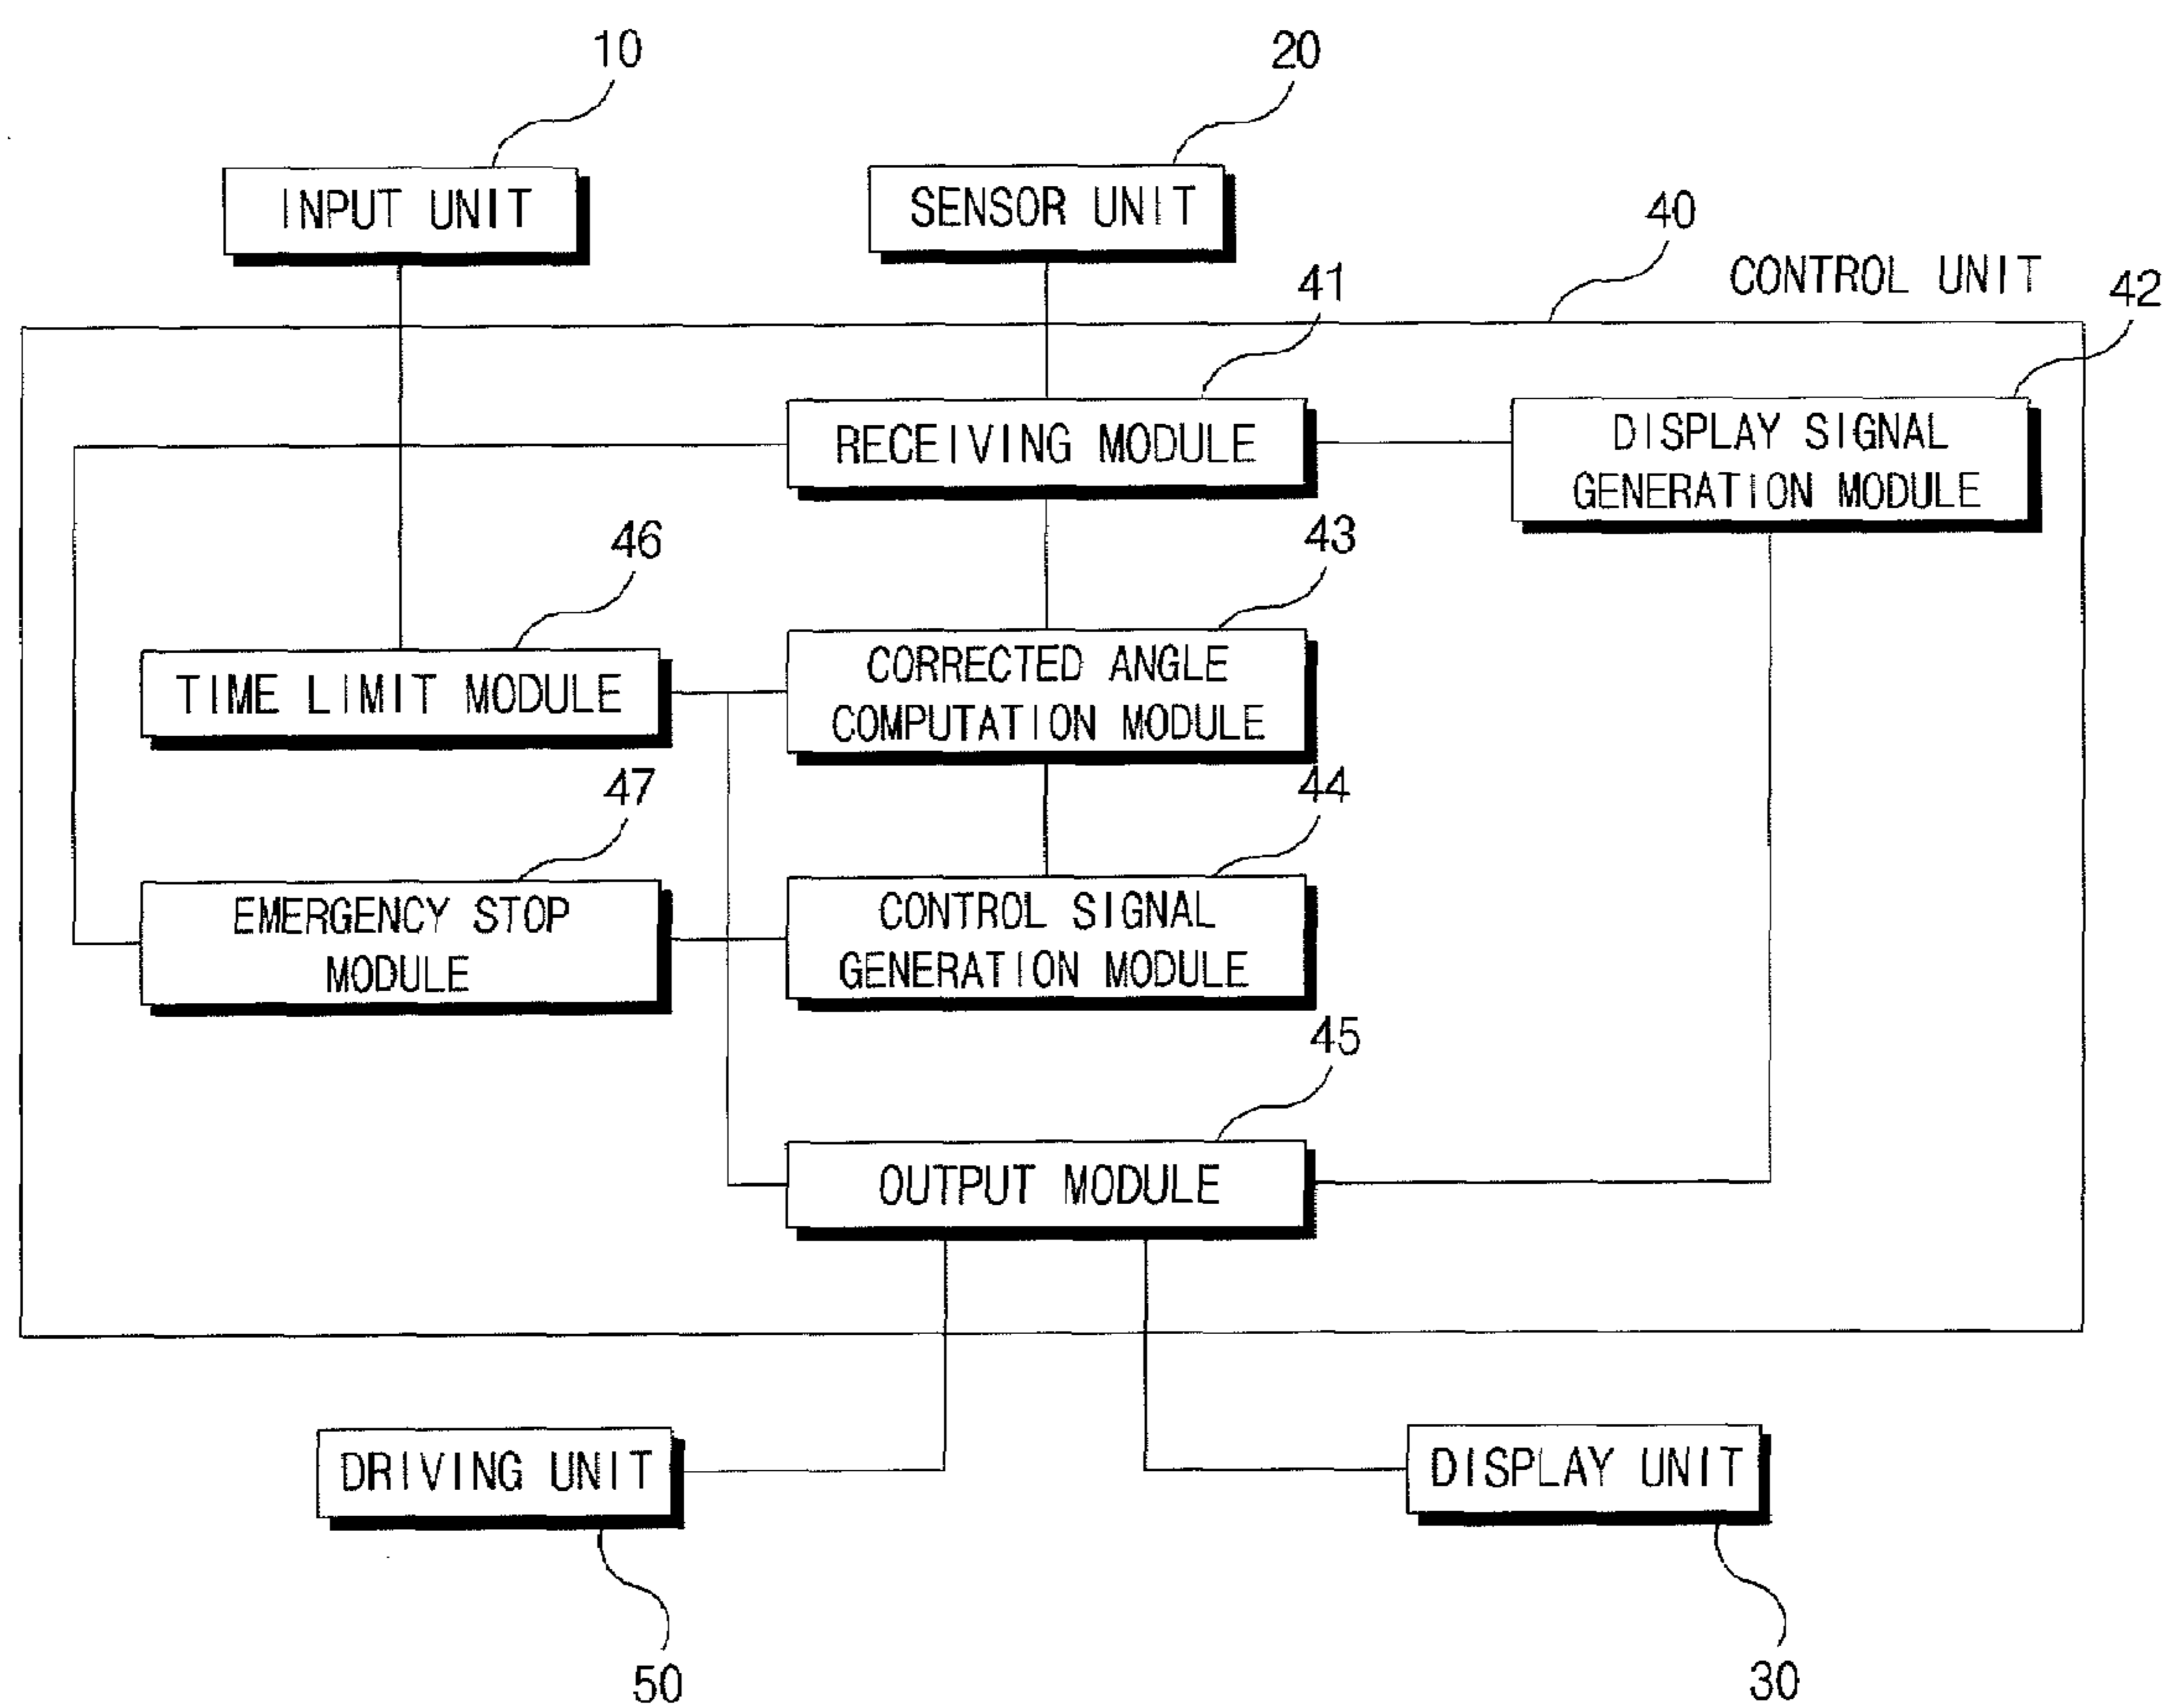 10
20
INPUT UNIT
SENSOR UNIT
40
CONTROL UNIT
41
42
RECEIVING MODULE
DISPLAY SIGNAL
GENERATION MODULE
46
43
TIME LIMIT MODULE
CORRECTED ANGLE
COMPUTATION MODULE
47
44
EMERGENCY STOP
MODULE
CONTROL SIGNAL
GENERATION MODULE
45
OUTPUT MODULE
DRIVING UNIT
DISPLAY UNIT
50
30